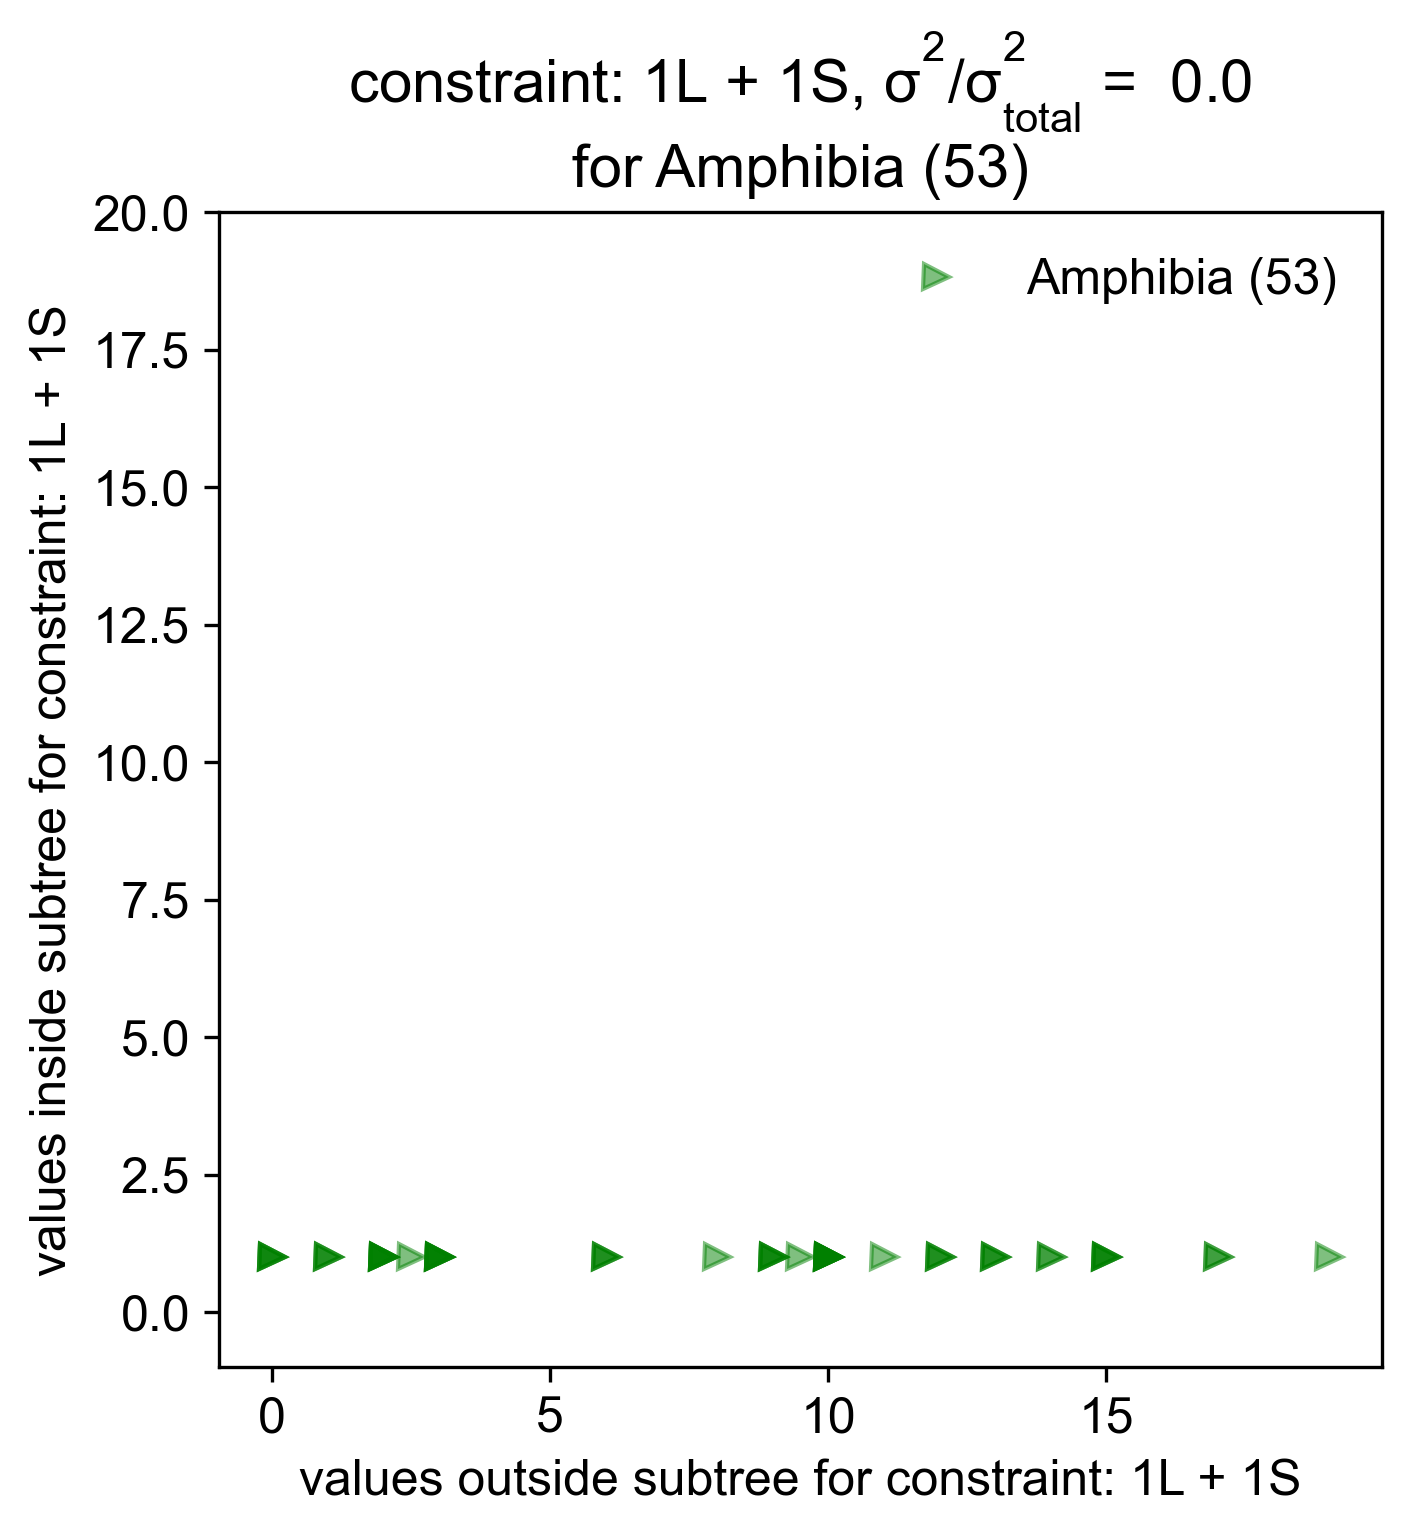 constraint: 1L + 1S, σ²/σ²total = 0.0
for Amphibia (53)
Amphibia (53)
values inside subtree for constraint: 1L + 1S
20.0
17.5
15.0
12.5
10.0
7.5
5.0
2.5
0.0
0 5 10 15
values outside subtree for constraint: 1L + 1S